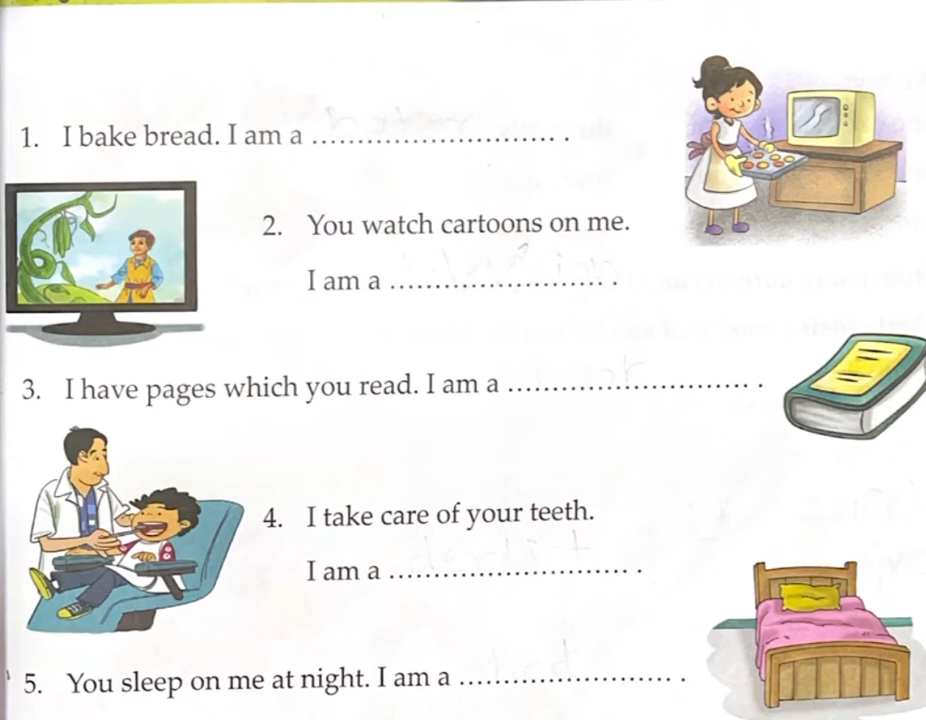 1. I bake bread. I am a ............................ .
2. You watch cartoons on me.
I am a ......................... .
3. I have pages which you read. I am a ............................ .
4. I take care of your teeth.
I am a ............................ .
5. You sleep on me at night. I am a ......................... .